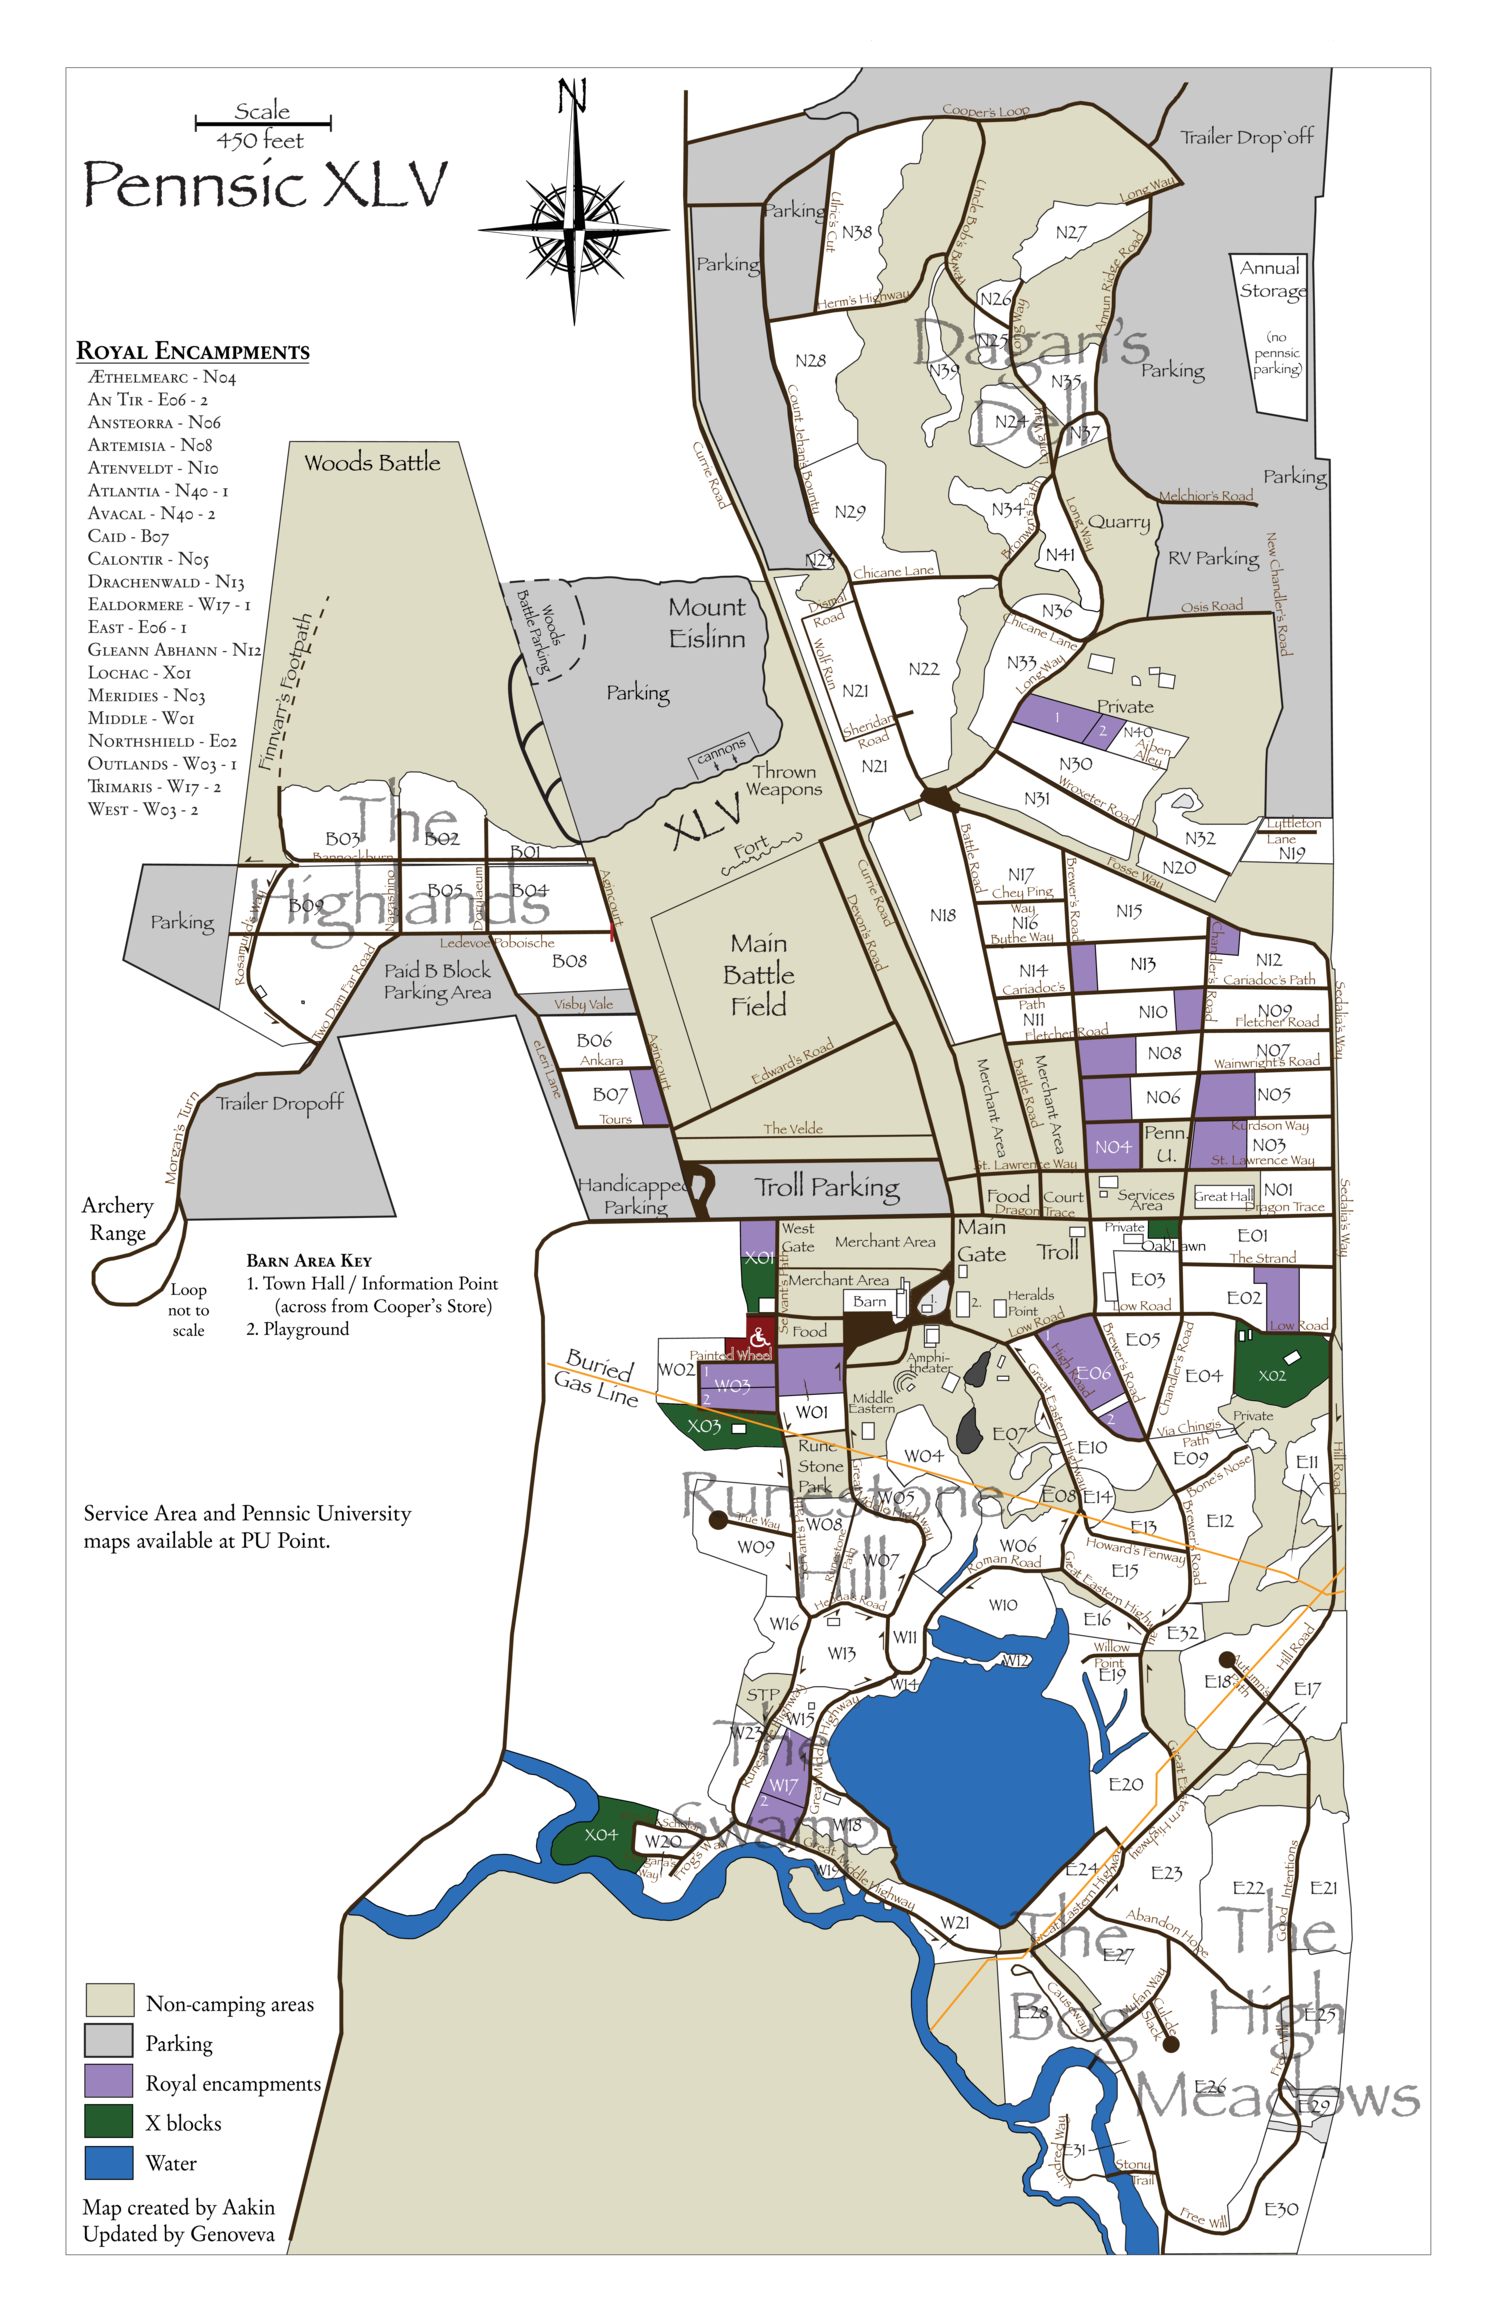 Scale
450 feet
Pennsic XLV
N
Royal Encampments
Æthelmearc - N04
An Tir - E06 - 2
Ansteorra - N06
Artemisia - N08
Atenveldt - N10
Atlantia - N40 - 1
Avacal - N40 - 2
Caid - B07
Calontir - N05
Drachenwald - N13
Ealdormere - W17 - 1
East - E06 - 1
Gleann Abhann - N12
Lochac - X01
Meridies - N03
Middle - W01
Northshield - E02
Outlands - W03 - 1
Trimaris - W17 - 2
West - W03 - 2
Cooper's Loop
Trailer Drop`off
Long Way
Parking
Ulric's Cut
N38
Uncle Bob's Byway
N27
Annun Ridge Road
Parking
Herm's Highway
N26
Long Way
Annual
Storage
(no
pennsic
parking)
Dagan's
Dell
N28
N25
N39
N35
Parking
N24
N37
Long Way
Count Jehan's Bounty
Currie Road
Woods Battle
Parking
Melchior's Road
N29
N34
Bronwyn's Path
Long Way
Quarry
N41
RV Parking
New Chandler's Road
N23
Chicane Lane
Woods
Battle Parking
Mount
Eislinn
Parking
Dismal
Road
Wolf Run
N36
Chicane Lane
Osis Road
Finnvarr's Footpath
N22
N33
Long Way
N21
Sheridan
Road
N21
Private
1
2
N40
Aiben
Alley
cannons
Thrown
Weapons
XLV
Fort
N30
N31
Wroxeter Road
N32
Lyttleton
Lane
N19
N20
Fosse Way
The
Highlands
B03
B02
B01
Bannockburn
B09
B05
B04
Nagashino
Dorylaeum
Agincourt
Parking
Rosamund's Way
Ledevoe Poboische
B08
Paid B Block
Parking Area
Two Dam Far Road
Visby Vale
B06
Ankara
eLeri Lane
B07
Tours
Agincourt
Trailer Dropoff
Morgan's Turn
Archery
Range
Loop
not to
scale
Main
Battle
Field
Devon's Road
Currie Road
Edward's Road
The Velde
Handicapped
Parking
Troll Parking
N18
Battle Road
N17
Chey Ping
Way
N16
Bythe Way
Brewer's Road
N15
N14
Cariadoc's
Path
N13
Chandler's Road
N12
Cariadoc's Path
N11
Fletcher Road
N10
N09
Fletcher Road
Sedalia's Way
N08
N07
Wainwright's Road
Merchant Area
Battle Road
Merchant Area
N06
N05
Kurdson Way
N04
Penn
U.
N03
St. Lawrence Way
St. Lawrence Way
Food
Court
Dragon Trace
Services
Area
Great Hall
N01
Dragon Trace
Sedalia's Way
Barn Area Key
1. Town Hall / Information Point
(across from Cooper's Store)
2. Playground
West
Gate
Merchant Area
Main
Gate
Troll
Private
OakLawn
E01
The Strand
X01
Servant's Path
Merchant Area
Barn
1.
2.
Heralds
Point
E03
Low Road
E02
Low Road
Food
Painted Wheel
Low Road
Buried
Gas Line
W02
1
W03
2
W01
Amphi-
theater
1
High Road
E06
2
Brewer's Road
E05
Chandler's Road
E04
X02
X03
Middle
Eastern
Great Eastern Highway
Via Chingis
Path
Private
Rune
Stone
Park
W04
E07
E10
E09
Bone's Nose
E11
Hill Road
Runestone
Hill
W05
Great Middle Highway
E08
E14
E13
E12
True Way
W09
W08
Servant's Path
Runestone
Path
W07
W06
Roman Road
Howard's Fenway
Brewer's Road
E15
Great Eastern Highway
W10
W16
W13
W11
E16
E32
Willow
Point
Service Area and Pennsic University
maps available at PU Point.
W12
W14
E19
E18
Autumn's
Path
Hill Road
E17
STP
W15
W23
The
Swamp
Runestone Highway
Great Middle Highway
1
W17
2
W18
E20
Great Eastern Highway
X04
Scholar
W20
Way
Frog's Way
W19
Great Middle Highway
W21
E24
Great Eastern Highway
E23
E22
Good Intentions
E21
Abandon Hope
The
Bog
E27
The
High
Meadows
E28
Causeway
Myfan Way
Cul-de
Slack
E25
Free Will
E26
E29
E31
Kindred Way
Stony
Trail
Free Will
E30
Non-camping areas
Parking
Royal encampments
X blocks
Water
Map created by Aakin
Updated by Genoveva